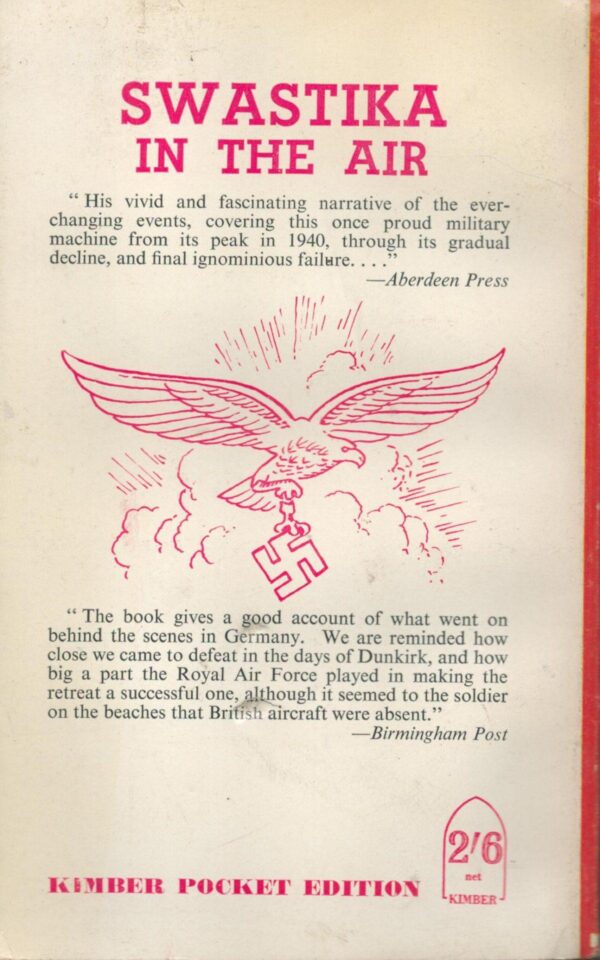 SWASTIKA
IN THE AIR
“ His vivid and fascinating narrative of the ever-
changing events, covering this once proud military
machine from its peak in 1940, through its gradual
decline, and final ignominious failure. . . .”
—Aberdeen Press
“ The book gives a good account of what went on
behind the scenes in Germany. We are reminded how
close we came to defeat in the days of Dunkirk, and how
big a part the Royal Air Force played in making the
retreat a successful one, although it seemed to the soldier
on the beaches that British aircraft were absent.”
—Birmingham Post
2/6
net
KIMBER
KIMBER POCKET EDITION